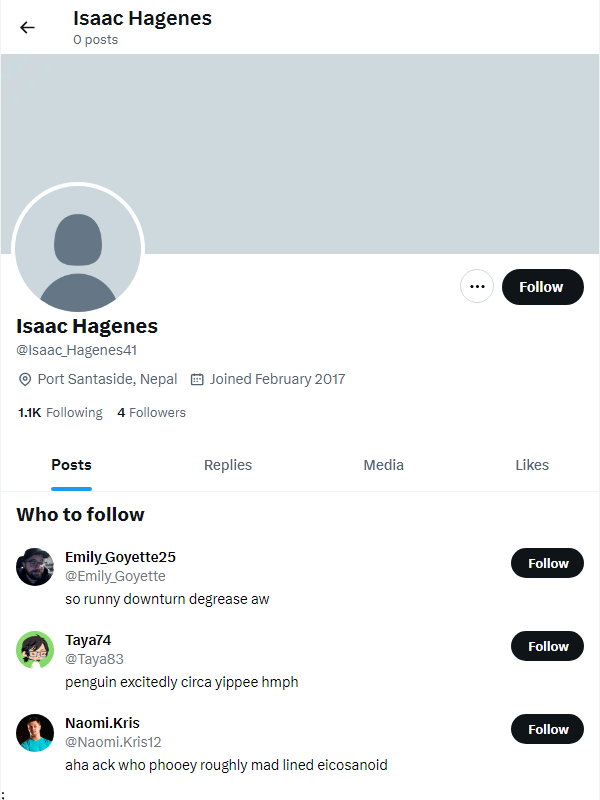 Isaac Hagenes
0 posts
Follow
Isaac Hagenes
@Isaac_Hagenes41
Port Santaside, Nepal Joined February 2017
1.1K Following 4 Followers
Posts Replies Media Likes
Who to follow
Emily_Goyette25
@Emily_Goyette
Follow
so runny downturn degrease aw
Taya74
@Taya83
Follow
penguin excitedly circa yippee hmph
Naomi.Kris
@Naomi.Kris12
Follow
aha ack who phooey roughly mad lined eicosanoid
;